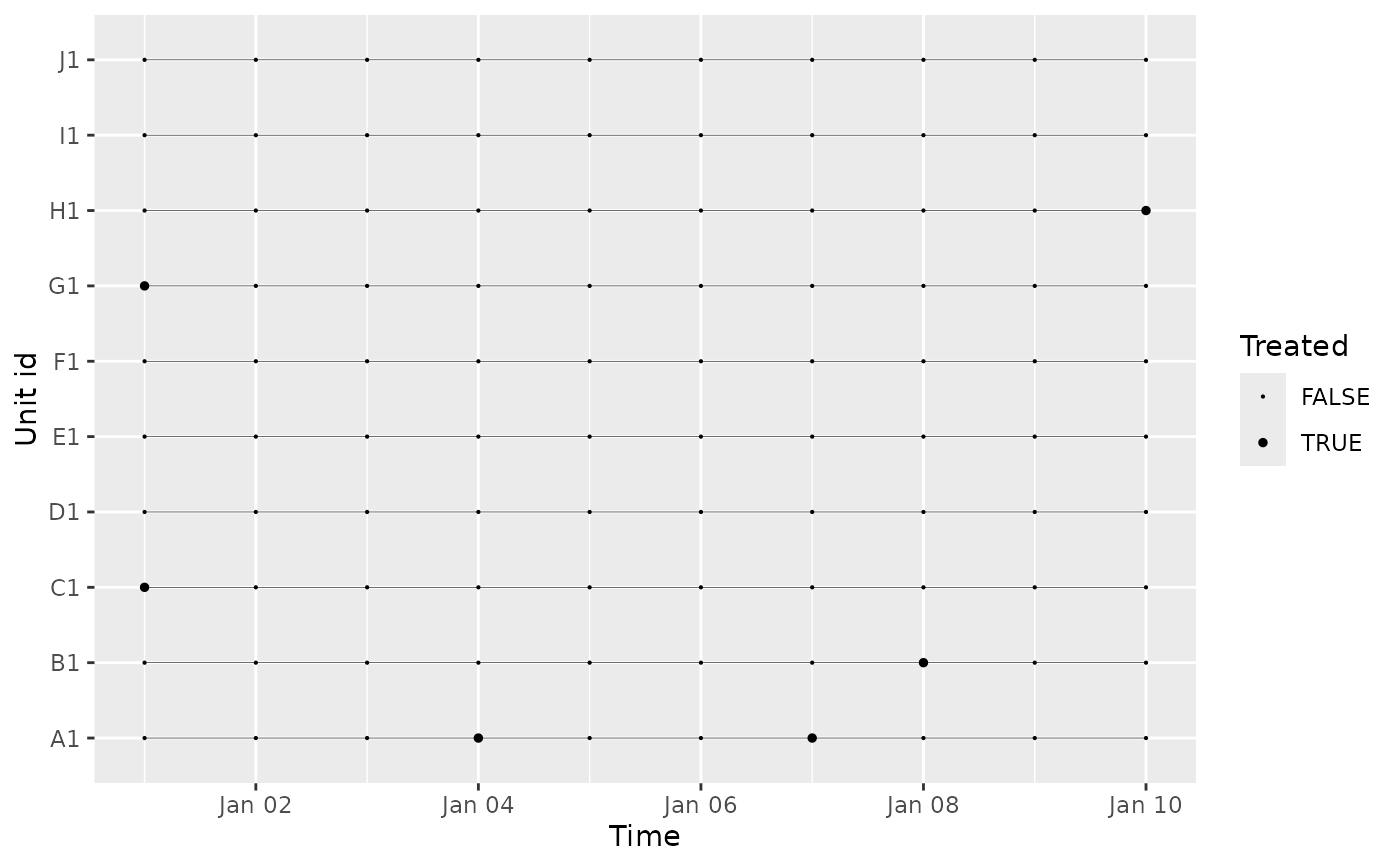 J1
I1
H1
G1
F1
E1
D1
C1
B1
A1
Unit id
Jan 02
Jan 04
Jan 06
Jan 08
Jan 10
Time
Treated
FALSE
TRUE